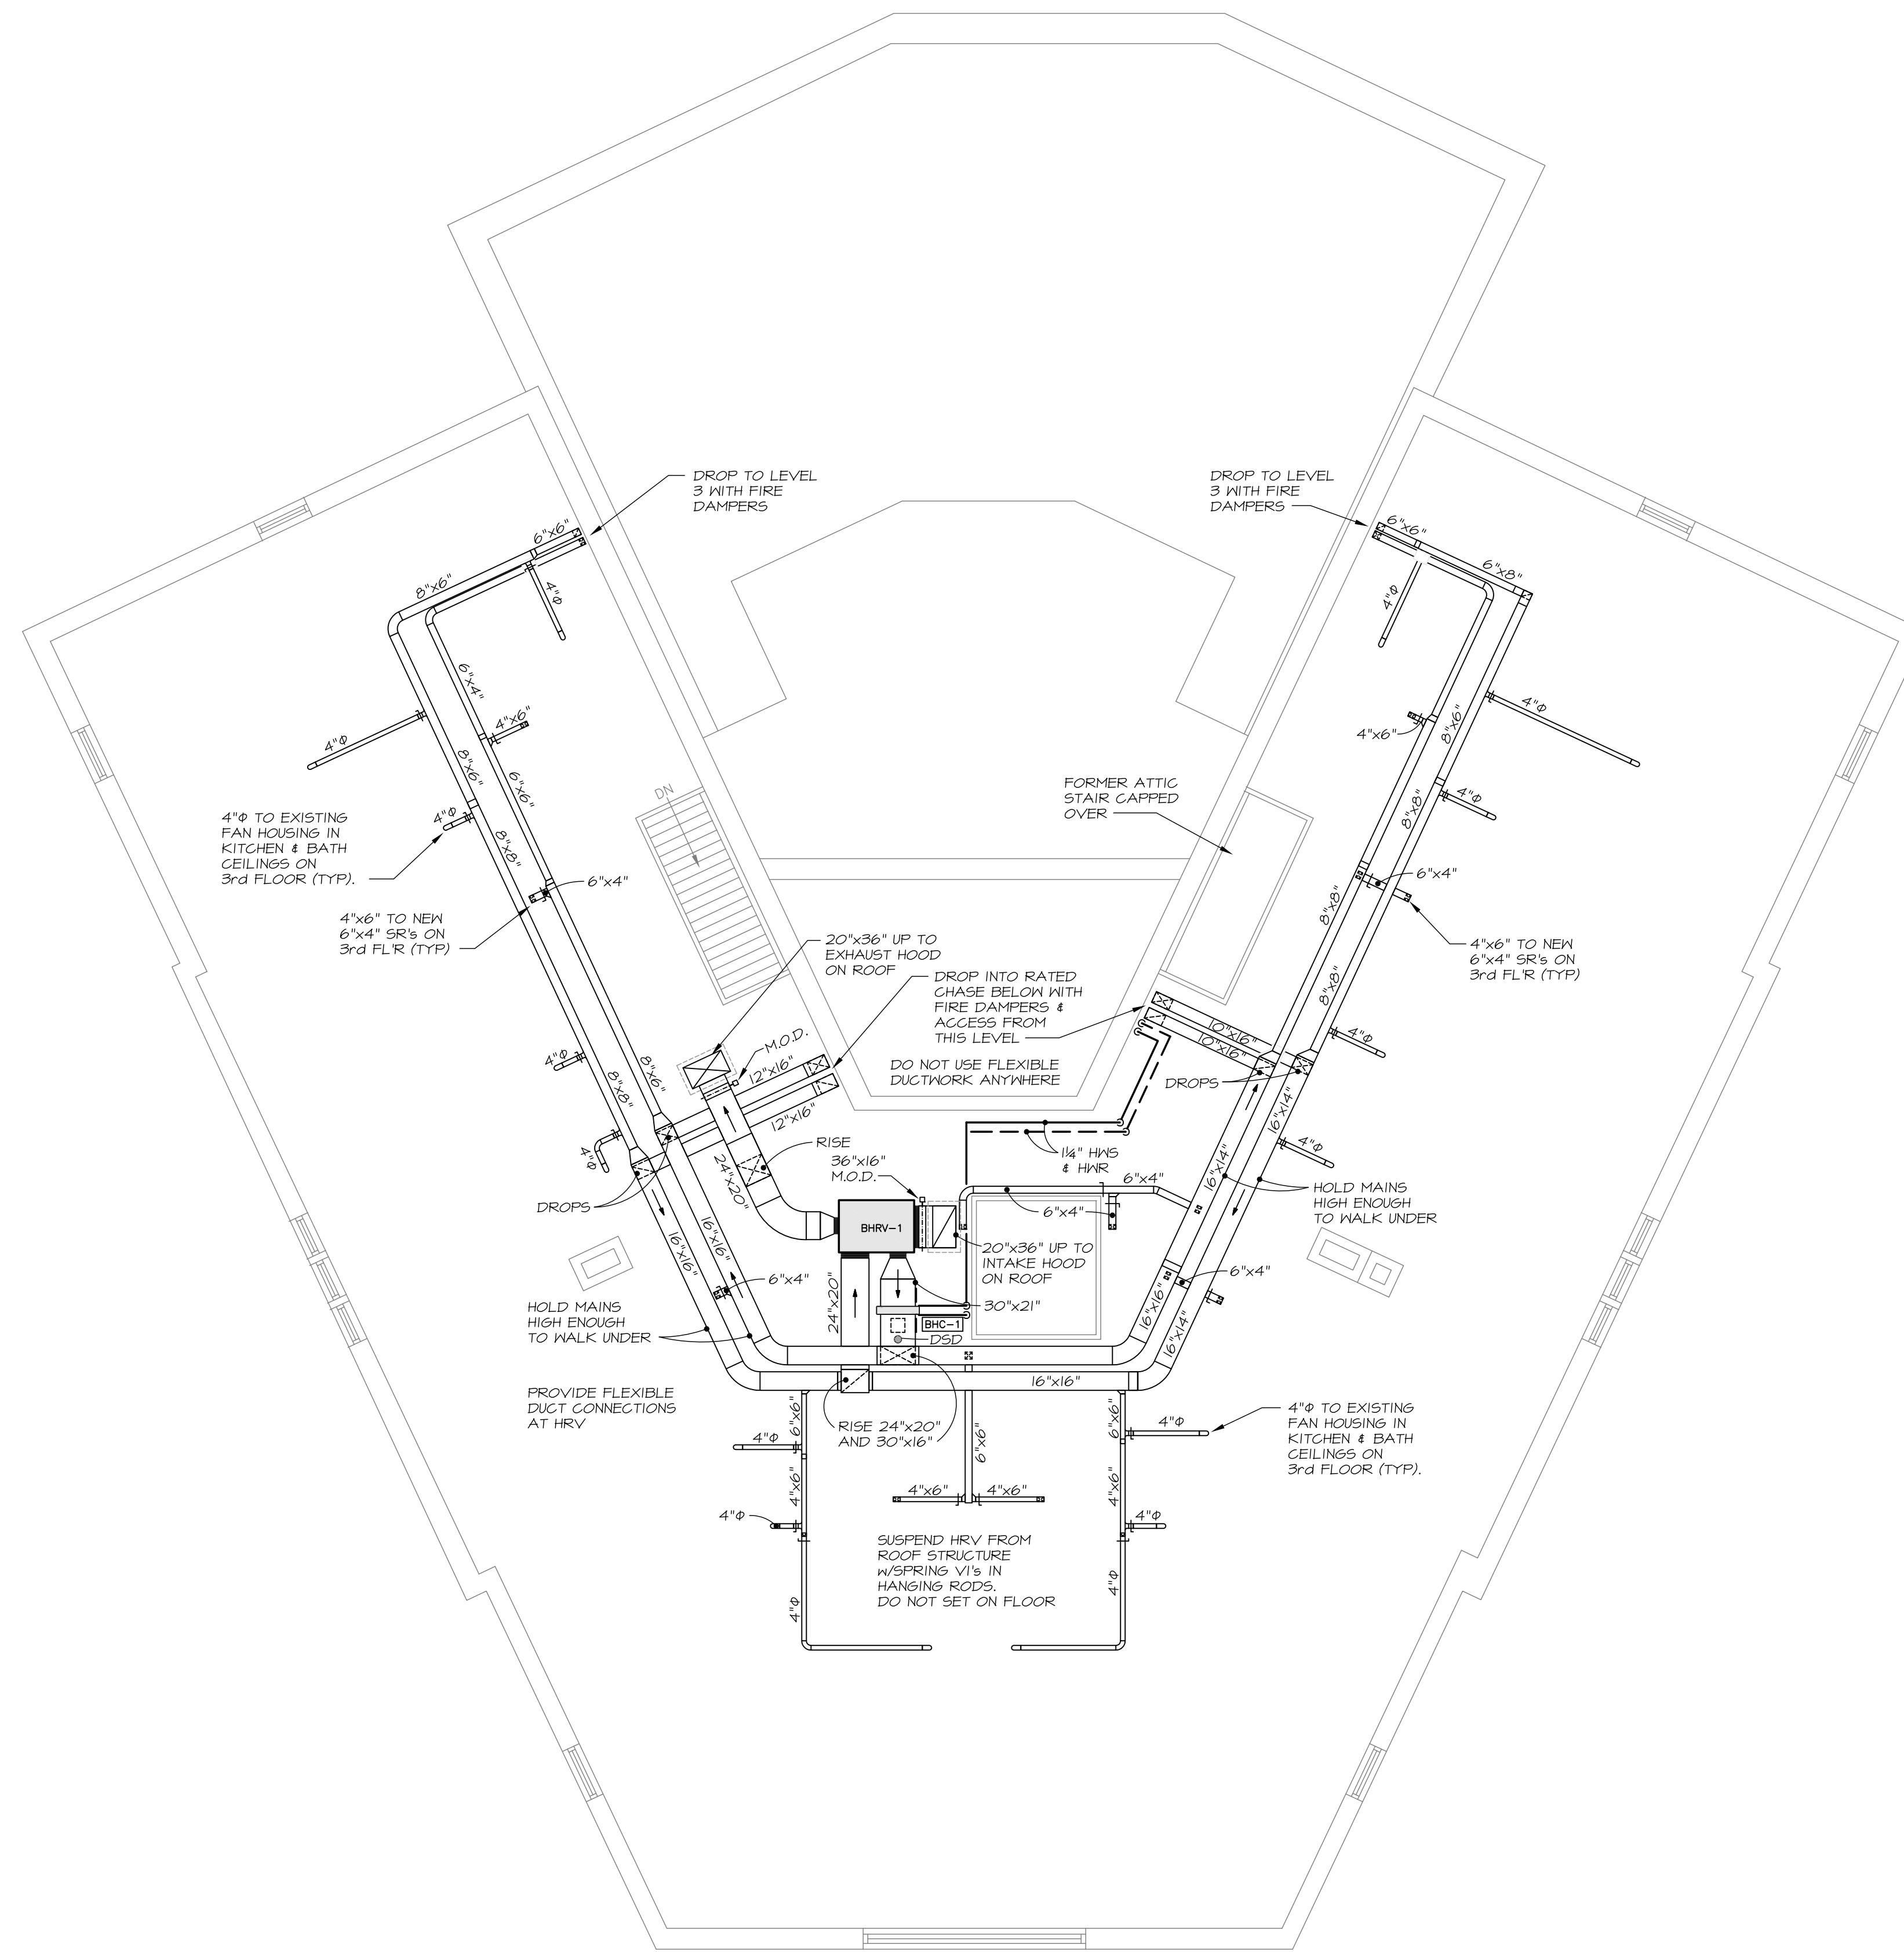 DROP TO LEVEL
3 WITH FIRE
DAMPERS
DROP TO LEVEL
3 WITH FIRE
DAMPERS
6"x6"
8"x6"
4"Φ
6"x6"
6"x8"
4"Φ
6"x4"
4"x6"
4"Φ
8"x6"
6"x6"
4"Φ
4"x6"
8"x6"
DN
FORMER ATTIC
STAIR CAPPED
OVER
4"Φ TO EXISTING
FAN HOUSING IN
KITCHEN & BATH
CEILINGS ON
3rd FLOOR (TYP).
4"Φ
8"x8"
6"x4"
4"x6" TO NEW
6"x4" SR's ON
3rd FL'R (TYP)
8"x8"
4"Φ
6"x4"
8"x8"
4"x6" TO NEW
6"x4" SR's ON
3rd FL'R (TYP)
20"x36" UP TO
EXHAUST HOOD
ON ROOF
DROP INTO RATED
CHASE BELOW WITH
FIRE DAMPERS &
ACCESS FROM
THIS LEVEL
DO NOT USE FLEXIBLE
DUCTWORK ANYWHERE
8"x8"
10"x16"
10"x16"
4"Φ
DROPS
4"Φ
8"x8"
8"x6"
M.O.D.
12"x16"
12"x16"
4"Φ
DROPS
24"x20"
RISE
36"x16"
M.O.D.
1¼" HWS
& HWR
16"x14"
16"x14"
4"Φ
6"x4"
6"x4"
HOLD MAINS
HIGH ENOUGH
TO WALK UNDER
BHRV-1
16"x16"
16"x16"
20"x36" UP TO
INTAKE HOOD
ON ROOF
6"x4"
6"x4"
24"x20"
30"x21"
BHC-1
DSD
16"x16"
16"x14"
HOLD MAINS
HIGH ENOUGH
TO WALK UNDER
16"x16"
PROVIDE FLEXIBLE
DUCT CONNECTIONS
AT HRV
RISE 24"x20"
AND 30"x16"
6"x6"
4"Φ
6"x6"
6"x6"
4"Φ
4"Φ TO EXISTING
FAN HOUSING IN
KITCHEN & BATH
CEILINGS ON
3rd FLOOR (TYP).
4"x6"
4"x6"
4"x6"
4"x6"
4"Φ
4"Φ
SUSPEND HRV FROM
ROOF STRUCTURE
w/SPRING VI's IN
HANGING RODS.
DO NOT SET ON FLOOR
4"Φ
4"Φ